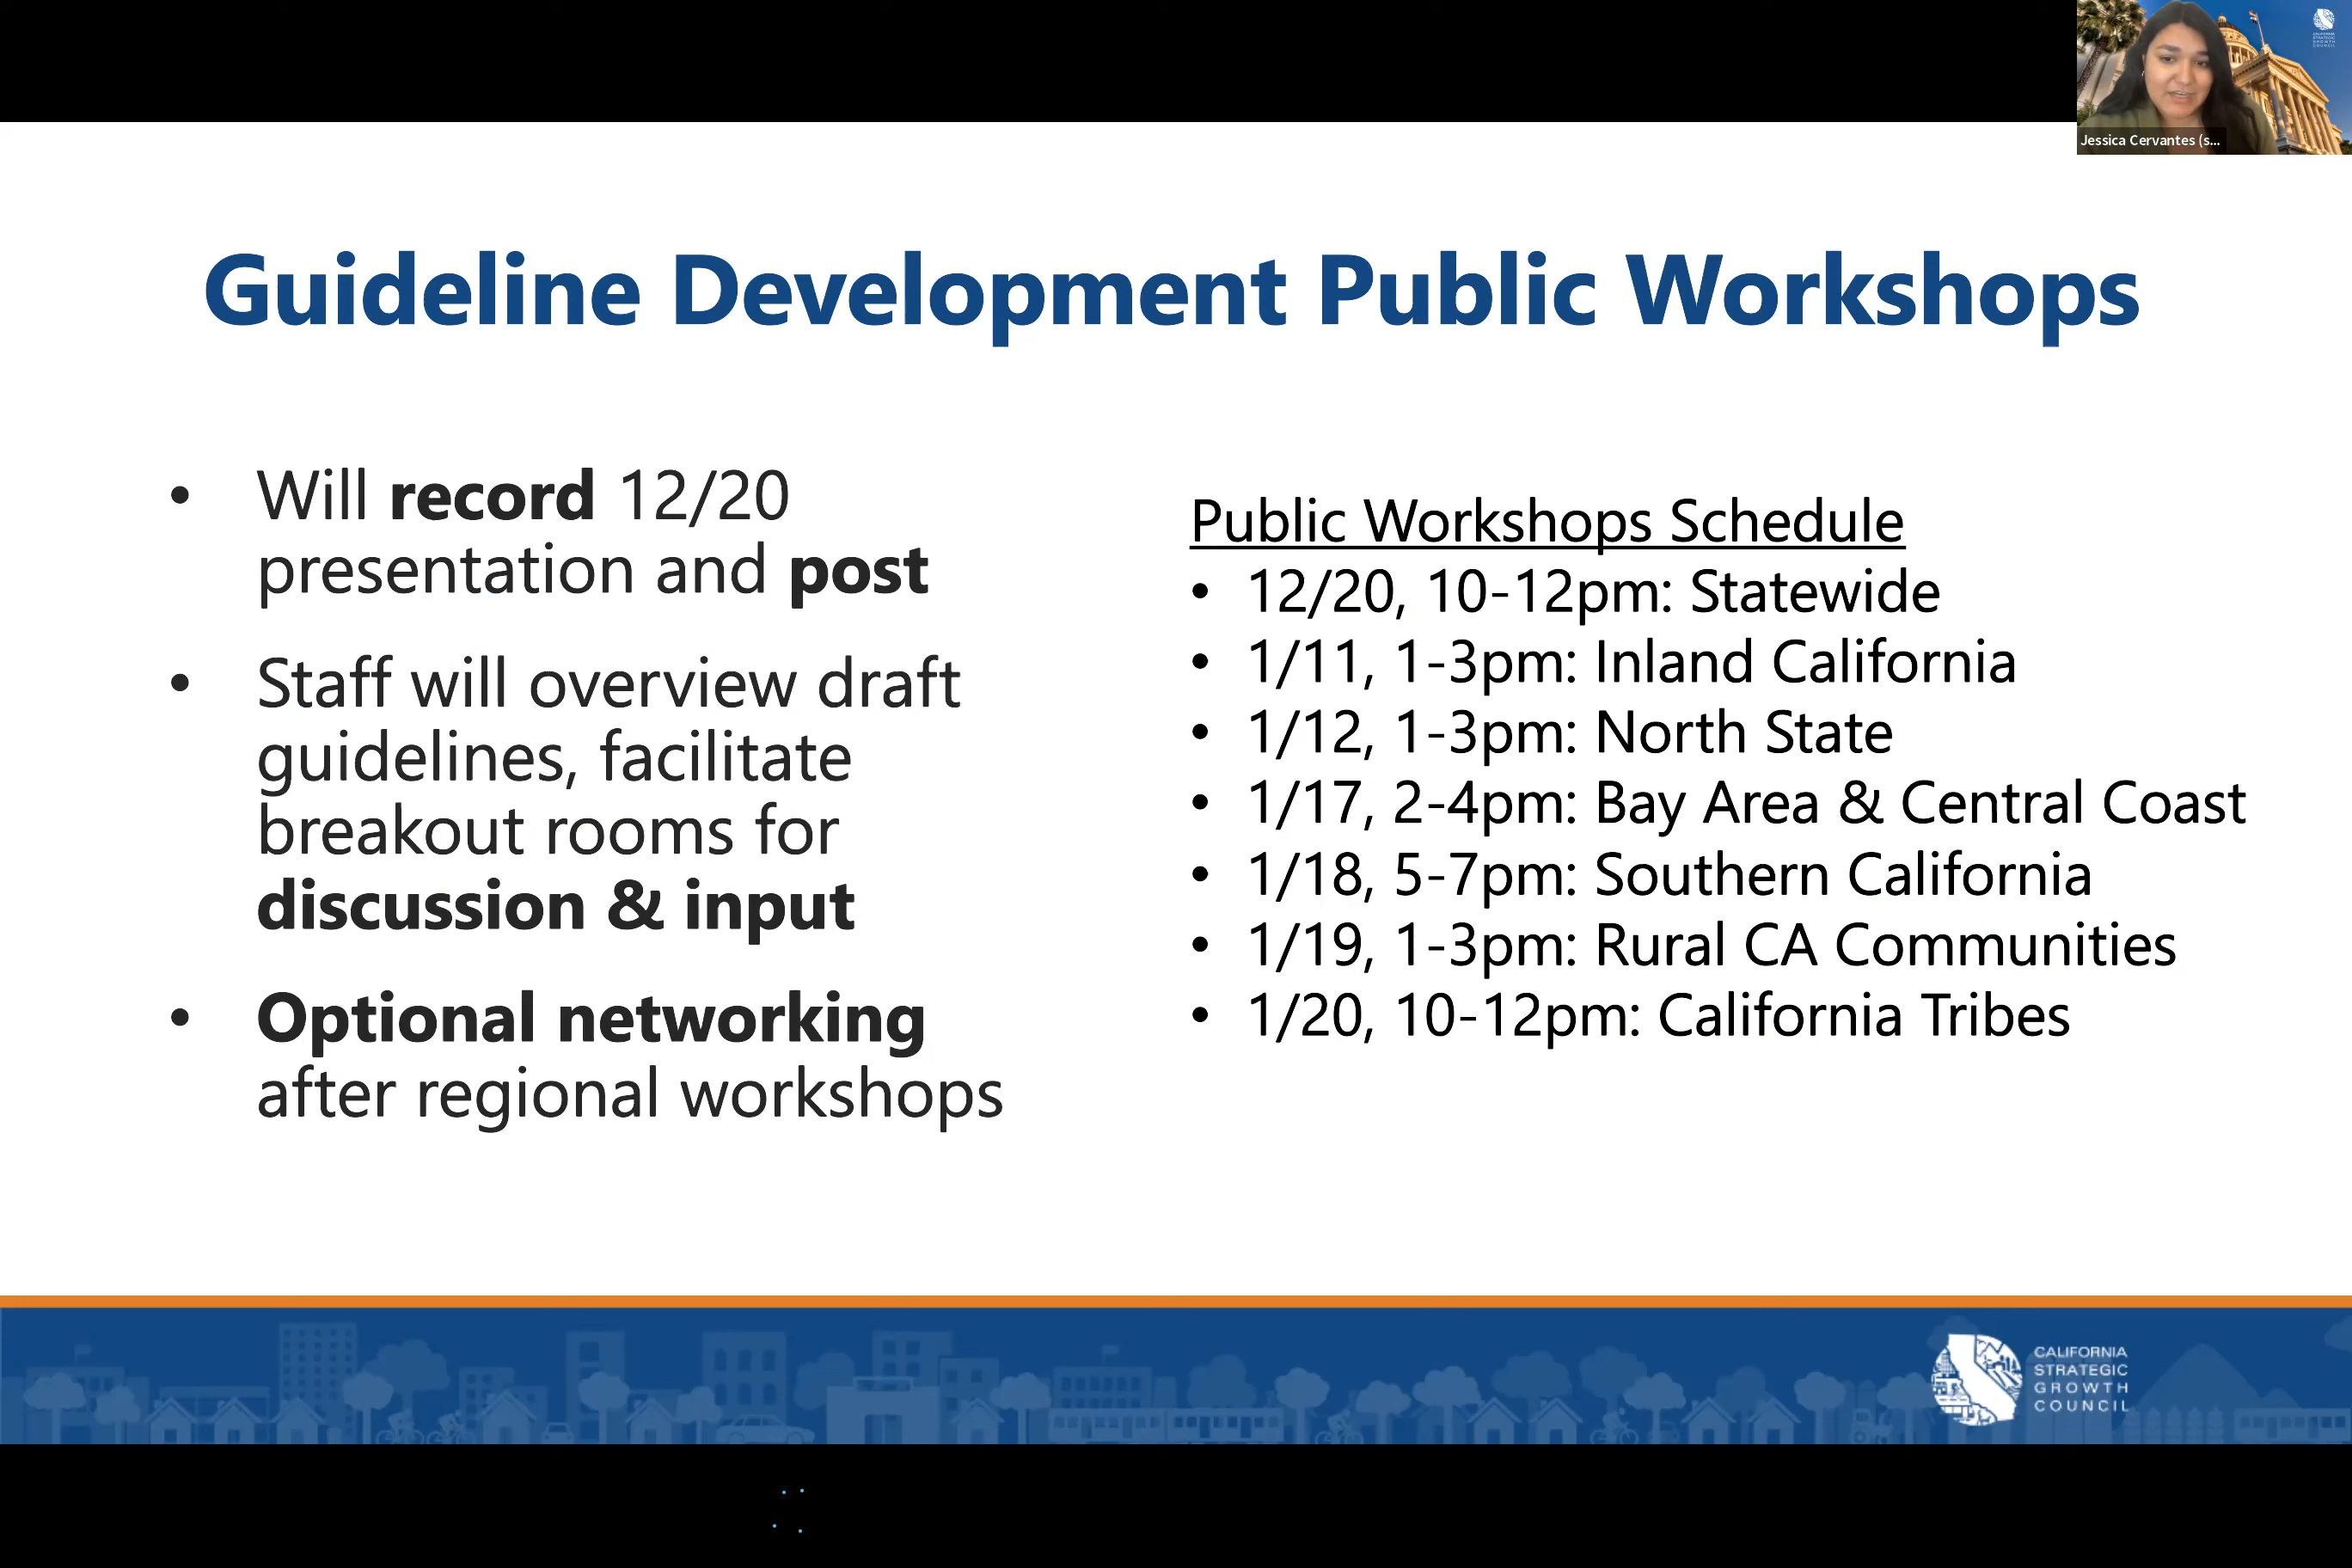 Jessica Cervantes (s...
Guideline Development Public Workshops
• Will record 12/20
presentation and post
• Staff will overview draft
guidelines, facilitate
breakout rooms for
discussion & input
• Optional networking
after regional workshops
Public Workshops Schedule
• 12/20, 10-12pm: Statewide
• 1/11, 1-3pm: Inland California
• 1/12, 1-3pm: North State
• 1/17, 2-4pm: Bay Area & Central Coast
• 1/18, 5-7pm: Southern California
• 1/19, 1-3pm: Rural CA Communities
• 1/20, 10-12pm: California Tribes
CALIFORNIA
STRATEGIC
GROWTH
COUNCIL